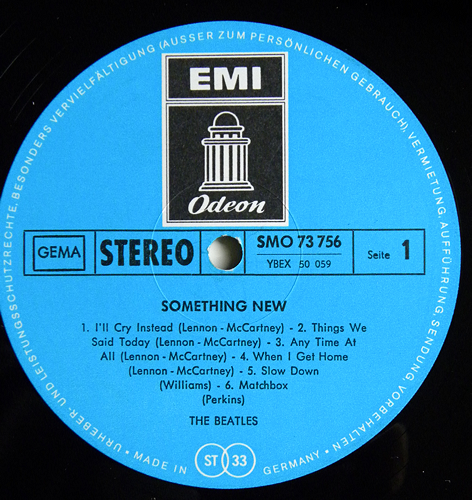 URHEBER- UND LEISTUNGSSCHUTZRECHTE, BESONDERS VERVIELFÄLTIGUNG (AUSSER ZUM PERSÖNLICHEN GEBRAUCH), VERMIETUNG, AUFFÜHRUNG, SENDUNG, VORBEHALTEN
EMI
Odeon
GEMA
STEREO
SMO 73 756
YBEX 50 059
Seite 1
SOMETHING NEW
1. I'll Cry Instead (Lennon - McCartney) - 2. Things We
Said Today (Lennon - McCartney) - 3. Any Time At
All (Lennon - McCartney) - 4. When I Get Home
(Lennon - McCartney) - 5. Slow Down
(Williams) - 6. Matchbox
(Perkins)
THE BEATLES
• MADE IN GERMANY •
ST 33